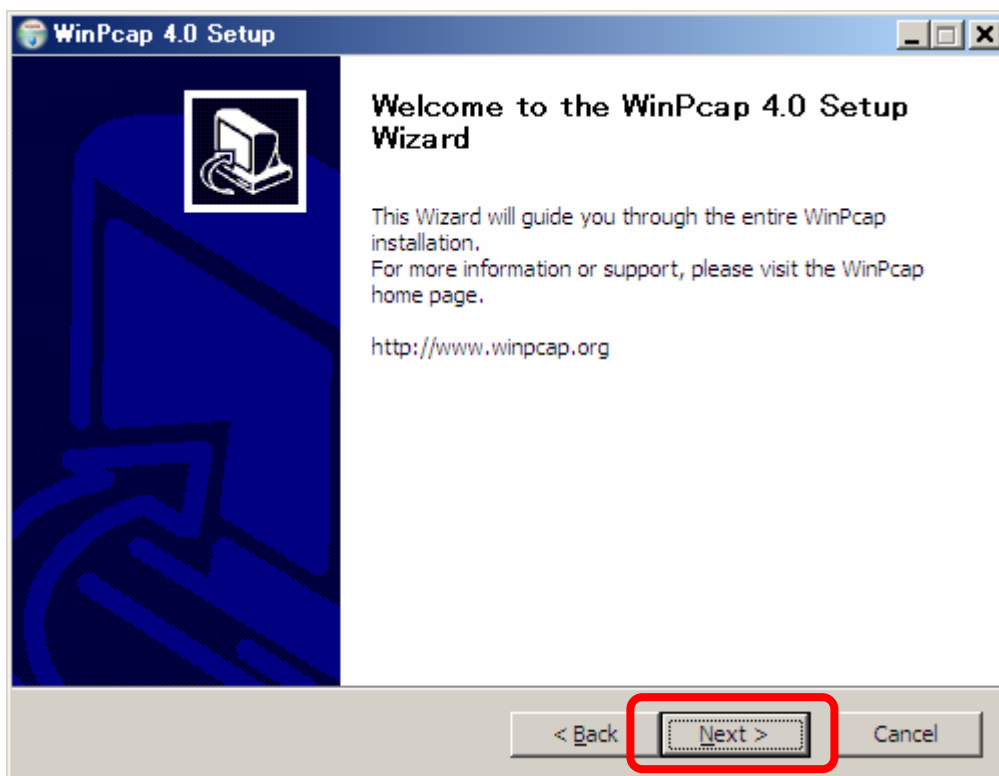 WinPcap 4.0 Setup
Welcome to the WinPcap 4.0 Setup
Wizard
This Wizard will guide you through the entire WinPcap
installation.
For more information or support, please visit the WinPcap
home page.
http://www.winpcap.org
< Back
Next >
Cancel